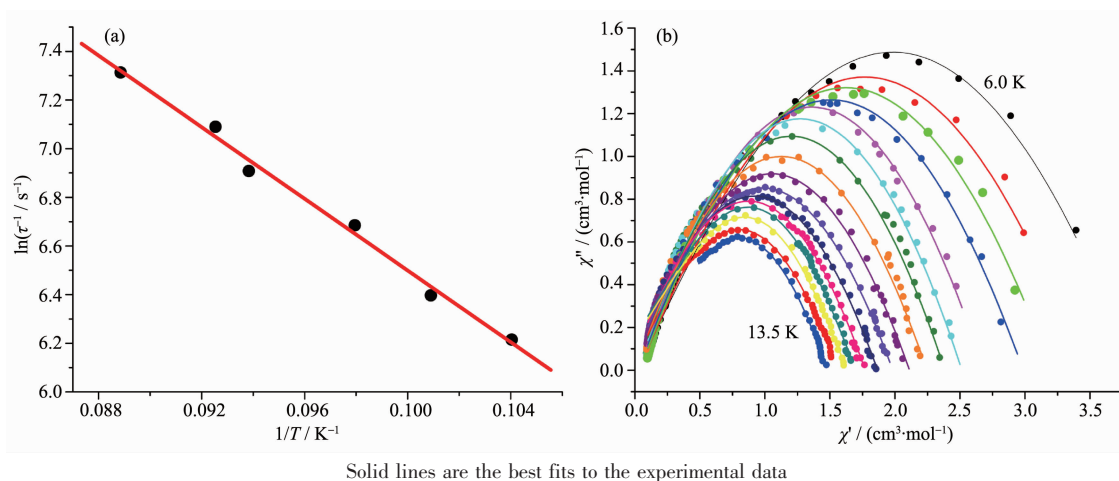 (a)
7.4
7.2
7.0
6.8
6.6
6.4
6.2
6.0
ln(τ⁻¹ / s⁻¹)
0.088 0.092 0.096 0.100 0.104
1/T / K⁻¹
(b)
1.6
1.4
1.2
1.0
0.8
0.6
0.4
0.2
0.0
χ″ / (cm³·mol⁻¹)
6.0 K
13.5 K
0.0 0.5 1.0 1.5 2.0 2.5 3.0 3.5
χ′ / (cm³·mol⁻¹)
Solid lines are the best fits to the experimental data